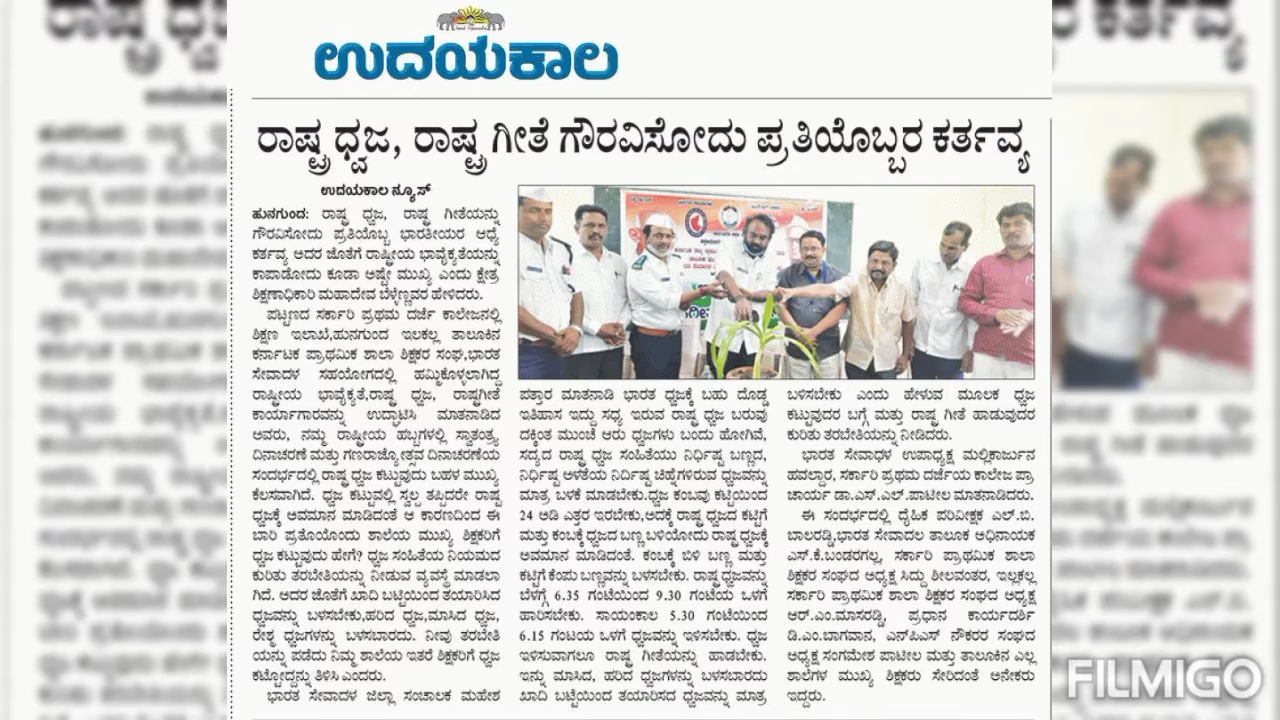 ಉದಯಕಾಲ
ರಾಷ್ಟ್ರ ಧ್ವಜ, ರಾಷ್ಟ್ರ ಗೀತೆ ಗೌರವಿಸೋದು ಪ್ರತಿಯೊಬ್ಬರ ಕರ್ತವ್ಯ
ಉದಯಕಾಲ ನ್ಯೂಸ್
ಹುನಗುಂದ: ರಾಷ್ಟ್ರ ಧ್ವಜ, ರಾಷ್ಟ್ರ ಗೀತೆಯನ್ನು
ಗೌರವಿಸೋದು ಪ್ರತಿಯೊಬ್ಬ ಭಾರತೀಯರ ಆದ್ಯೆ
ಕರ್ತವ್ಯ ಅದರ ಜೊತೆಗೆ ರಾಷ್ಟ್ರೀಯ ಭಾವೈಕ್ಯತೆಯನ್ನು
ಕಾಪಾಡೋದು ಕೂಡಾ ಅಷ್ಟೇ ಮುಖ್ಯ ಎಂದು ಕ್ಷೇತ್ರ
ಶಿಕ್ಷಣಾಧಿಕಾರಿ ಮಹಾದೇವ ಬೆಳ್ಳೆಣ್ಣವರ ಹೇಳಿದರು.
ಪಟ್ಟಣದ ಸರ್ಕಾರಿ ಪ್ರಥಮ ದರ್ಜೆ ಕಾಲೇಜನಲ್ಲಿ
ಶಿಕ್ಷಣ ಇಲಾಖೆ,ಹುನಗುಂದ ಇಲಕಲ್ಲ ತಾಲೂಕಿನ
ಕರ್ನಾಟಕ ಪ್ರಾಥಮಿಕ ಶಾಲಾ ಶಿಕ್ಷಕರ ಸಂಘ,ಭಾರತ
ಸೇವಾದಳ ಸಹಯೋಗದಲ್ಲಿ ಹಮ್ಮಿಕೊಳ್ಳಲಾಗಿದ್ದ
ರಾಷ್ಟ್ರೀಯ ಭಾವೈಕ್ಯತೆ,ರಾಷ್ಟ್ರ ಧ್ವಜ, ರಾಷ್ಟ್ರಗೀತೆ
ಕಾರ್ಯಾಗಾರವನ್ನು ಉದ್ಘಾಟಿಸಿ ಮಾತನಾಡಿದ
ಅವರು, ನಮ್ಮ ರಾಷ್ಟ್ರೀಯ ಹಬ್ಬಗಳಲ್ಲಿ ಸ್ವಾತಂತ್ರ್ಯ
ದಿನಾಚರಣೆ ಮತ್ತು ಗಣರಾಜ್ಯೋತ್ಸವ ದಿನಾಚರಣೆಯ
ಸಂದರ್ಭದಲ್ಲಿ ರಾಷ್ಟ್ರ ಧ್ವಜ ಕಟ್ಟುವುದು ಬಹಳ ಮುಖ್ಯ
ಕೆಲಸವಾಗಿದೆ. ಧ್ವಜ ಕಟ್ಟುವಲ್ಲಿ ಸ್ವಲ್ಪ ತಪ್ಪಿದರೇ ರಾಷ್ಟ್ರ
ಧ್ವಜಕ್ಕೆ ಅವಮಾನ ಮಾಡಿದಂತೆ ಆ ಕಾರಣದಿಂದ ಈ
ಬಾರಿ ಪ್ರತೊಯೊಂದು ಶಾಲೆಯ ಮುಖ್ಯ ಶಿಕ್ಷಕರಿಗೆ
ಧ್ವಜ ಕಟ್ಟುವುದು ಹೇಗೆ? ಧ್ವಜ ಸಂಹಿತೆಯ ನಿಯಮದ
ಕುರಿತು ತರಬೇತಿಯನ್ನು ನೀಡುವ ವ್ಯವಸ್ಥೆ ಮಾಡಲಾ
ಗಿದೆ. ಅದರ ಜೊತೆಗೆ ಖಾದಿ ಬಟ್ಟೆಯಿಂದ ತಯಾರಿಸಿದ
ಧ್ವಜವನ್ನು ಬಳಸಬೇಕು,ಹರಿದ ಧ್ವಜ,ಮಾಸಿದ ಧ್ವಜ,
ರೇಶ್ಮ ಧ್ವಜಗಳನ್ನು ಬಳಸಬಾರದು. ನೀವು ತರಬೇತಿ
ಯನ್ನು ಪಡೆದು ನಿಮ್ಮ ಶಾಲೆಯ ಇತರೆ ಶಿಕ್ಷಕರಿಗೆ ಧ್ವಜ
ಕಟ್ಟೋದ್ದನ್ನು ತಿಳಿಸಿ ಎಂದರು.
ಭಾರತ ಸೇವಾದಳ ಜಿಲ್ಲಾ ಸಂಚಾಲಕ ಮಹೇಶ
ಪತ್ತಾರ ಮಾತನಾಡಿ ಭಾರತ ಧ್ವಜಕ್ಕೆ ಬಹು ದೊಡ್ಡ
ಇತಿಹಾಸ ಇದ್ದು ಸಧ್ಯ ಇರುವ ರಾಷ್ಟ್ರ ಧ್ವಜ ಬರುವು
ದಕ್ಕಿಂತ ಮುಂಚೆ ಆರು ಧ್ವಜಗಳು ಬಂದು ಹೋಗಿವೆ,
ಸಧ್ಯದ ರಾಷ್ಟ್ರ ಧ್ವಜ ಸಂಹಿತೆಯು ನಿರ್ಧಿಷ್ಟ ಬಣ್ಣದ,
ನಿರ್ಧಿಷ್ಟ ಅಳತೆಯ ನಿರ್ದಿಷ್ಟ ಚಿಹ್ನೆಗಳಿರುವ ಧ್ವಜವನ್ನು
ಮಾತ್ರ ಬಳಕೆ ಮಾಡಬೇಕು.ಧ್ವಜ ಕಂಬವು ಕಟ್ಟೆಯಿಂದ
24 ಅಡಿ ಎತ್ತರ ಇರಬೇಕು,ಅದಕ್ಕೆ ರಾಷ್ಟ್ರ ಧ್ವಜದ ಕಟ್ಟೆಗೆ
ಮತ್ತು ಕಂಬಕ್ಕೆ ಧ್ವಜದ ಬಣ್ಣ ಬಳಿಯೋದು ರಾಷ್ಟ್ರ ಧ್ವಜಕ್ಕೆ
ಅವಮಾನ ಮಾಡಿದಂತೆ. ಕಂಬಕ್ಕೆ ಬಿಳಿ ಬಣ್ಣ ಮತ್ತು
ಕಟ್ಟೆಗೆ ಕೆಂಪು ಬಣ್ಣವನ್ನು ಬಳಸಬೇಕು. ರಾಷ್ಟ್ರಧ್ವಜವನ್ನು
ಬೆಳಗ್ಗೆ 6.35 ಗಂಟೆಯಿಂದ 9.30 ಗಂಟೆಯ ಒಳಗೆ
ಹಾರಿಸಬೇಕು. ಸಾಯಂಕಾಲ 5.30 ಗಂಟೆಯಿಂದ
6.15 ಗಂಟಯ ಒಳಗೆ ಧ್ವಜವನ್ನು ಇಳಿಸಬೇಕು. ಧ್ವಜ
ಇಳಿಸುವಾಗಲೂ ರಾಷ್ಟ್ರ ಗೀತೆಯನ್ನು ಹಾಡಬೇಕು.
ಇನ್ನು ಮಾಸಿದ, ಹರಿದ ಧ್ವಜಗಳನ್ನು ಬಳಸಬಾರದು
ಖಾದಿ ಬಟ್ಟೆಯಿಂದ ತಯಾರಿಸಿದ ಧ್ವಜವನ್ನು ಮಾತ್ರ
ಬಳಿಸಬೇಕು ಎಂದು ಹೇಳುವ ಮೂಲಕ ಧ್ವಜ
ಕಟ್ಟುವುದರ ಬಗ್ಗೆ ಮತ್ತು ರಾಷ್ಟ್ರ ಗೀತೆ ಹಾಡುವುದರ
ಕುರಿತು ತರಬೇತಿಯನ್ನು ನೀಡಿದರು.
ಭಾರತ ಸೇವಾಧಳ ಉಪಾಧ್ಯಕ್ಷ ಮಲ್ಲಿಕಾರ್ಜುನ
ಹವಲ್ದಾರ, ಸರ್ಕಾರಿ ಪ್ರಥಮ ದರ್ಜೆಯ ಕಾಲೇಜ ಪ್ರಾ
ಚಾರ್ಯ ಡಾ.ಎಸ್.ಎಲ್.ಪಾಟೀಲ ಮಾತನಾಡಿದರು.
ಈ ಸಂದರ್ಭದಲ್ಲಿ ದೈಹಿಕ ಪರಿವೀಕ್ಷಕ ಎಲ್.ಬಿ.
ಬಾಲರಡ್ಡಿ,ಭಾರತ ಸೇವಾದಲ ತಾಲೂಕ ಅಧಿನಾಯಕ
ಎಸ್.ಕೆ.ಬಂಡರಗಲ್ಲ, ಸರ್ಕಾರಿ ಪ್ರಾಥಮಿಕ ಶಾಲಾ
ಶಿಕ್ಷಕರ ಸಂಘದ ಅಧ್ಯಕ್ಷ ಸಿದ್ದು ಶೀಲವಂತರ, ಇಲ್ಲಕಲ್ಲ
ಸರ್ಕಾರಿ ಪ್ರಾಥಮಿಕ ಶಾಲಾ ಶಿಕ್ಷಕರ ಸಂಘದ ಅಧ್ಯಕ್ಷ
ಆರ್.ಎಂ.ಮಾಸರಡ್ಡಿ, ಪ್ರಧಾನ ಕಾರ್ಯದರ್ಶಿ
ಡಿ.ಎಂ.ಬಾಗವಾನ, ಎನ್‌ಪಿಎಸ್ ನೌಕರರ ಸಂಘದ
ಅಧ್ಯಕ್ಷ ಸಂಗಮೇಶ ಪಾಟೀಲ ಮತ್ತು ತಾಲೂಕಿನ ಎಲ್ಲ
ಶಾಲೆಗಳ ಮುಖ್ಯ ಶಿಕ್ಷಕರು ಸೇರಿದಂತೆ ಅನೇಕರು
ಇದ್ದರು.
FILMIGO